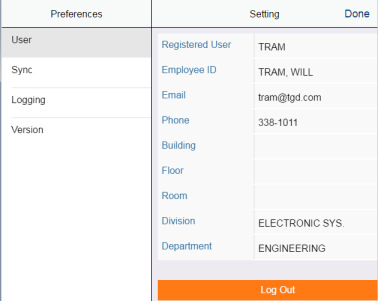 Preferences
Setting
Done
User
Sync
Logging
Version
Registered User TRAM
Employee ID TRAM, WILL
Email tram@tgd.com
Phone 338-1011
Building
Floor
Room
Division ELECTRONIC SYS.
Department ENGINEERING
Log Out